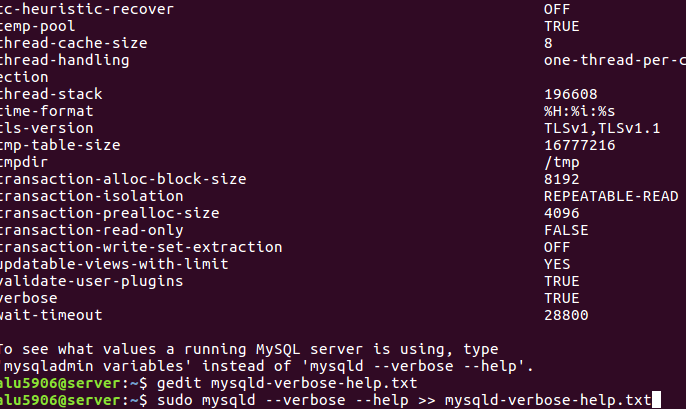 tc-heuristic-recover OFF
temp-pool TRUE
thread-cache-size 8
thread-handling one-thread-per-c
ection
thread-stack 196608
time-format %H:%i:%s
tls-version TLSv1,TLSv1.1
tmp-table-size 16777216
tmpdir /tmp
transaction-alloc-block-size 8192
transaction-isolation REPEATABLE-READ
transaction-prealloc-size 4096
transaction-read-only FALSE
transaction-write-set-extraction OFF
updatable-views-with-limit YES
validate-user-plugins TRUE
verbose TRUE
wait-timeout 28800
To see what values a running MySQL server is using, type
'mysqladmin variables' instead of 'mysqld --verbose --help'.
alu5906@server:~$ gedit mysqld-verbose-help.txt
alu5906@server:~$ sudo mysqld --verbose --help >> mysqld-verbose-help.txt